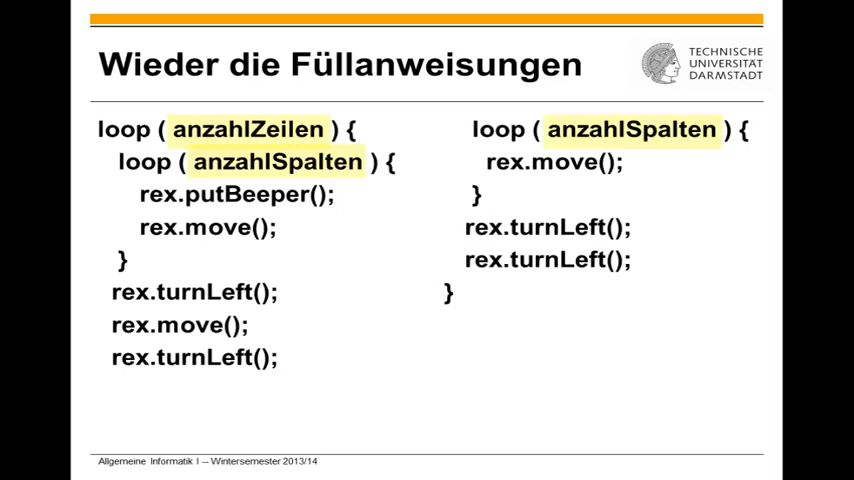 Wieder die Füllanweisungen
TECHNISCHE
UNIVERSITÄT
DARMSTADT
loop ( anzahlZeilen ) {
loop ( anzahlSpalten ) {
rex.putBeeper();
rex.move();
}
rex.turnLeft();
rex.move();
rex.turnLeft();
loop ( anzahlSpalten ) {
rex.move();
}
rex.turnLeft();
rex.turnLeft();
}
Allgemeine Informatik I -- Wintersemester 2013/14